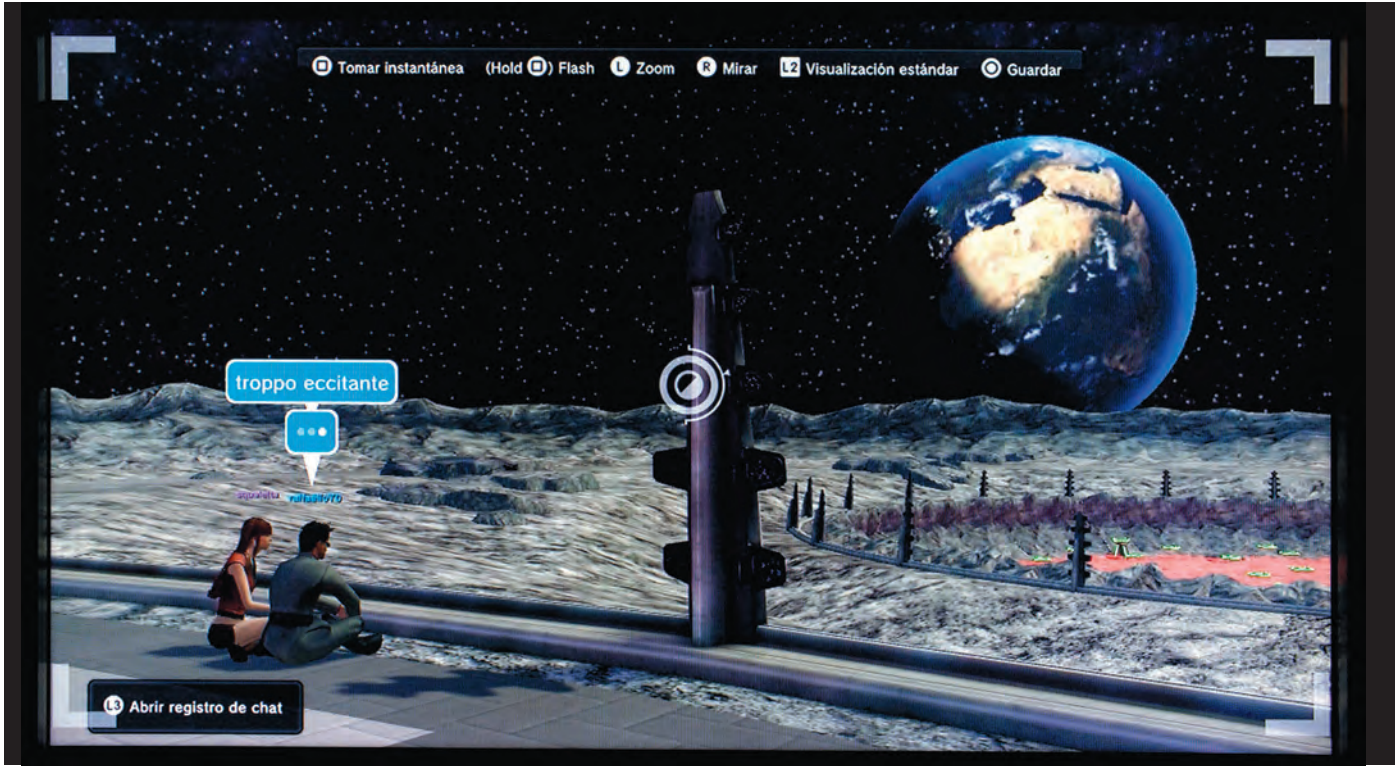 Tomar instantánea (Hold ) Flash L Zoom R Mirar L2 Visualización estándar Guardar
troppo eccitante
L3 Abrir registro de chat